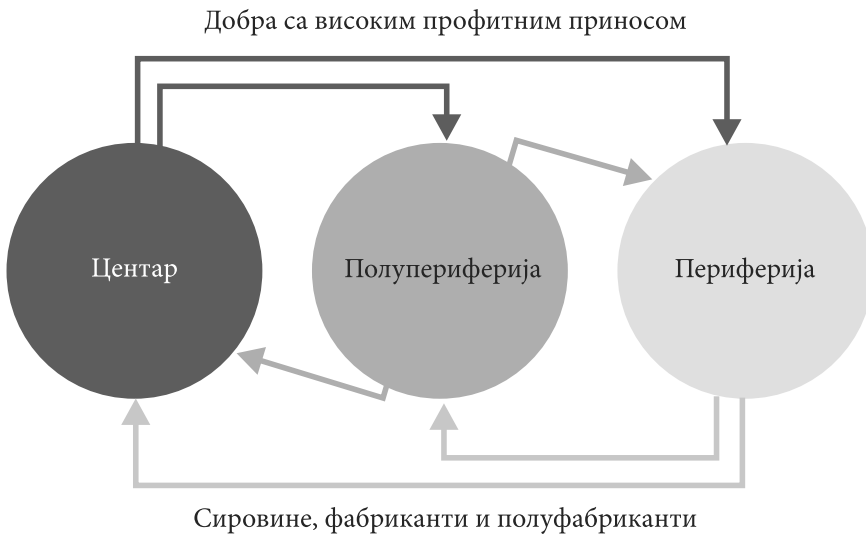 Добра са високим профитним приносом
Центар
Полупериферија
Периферија
Сировине, фабриканти и полуфабриканти